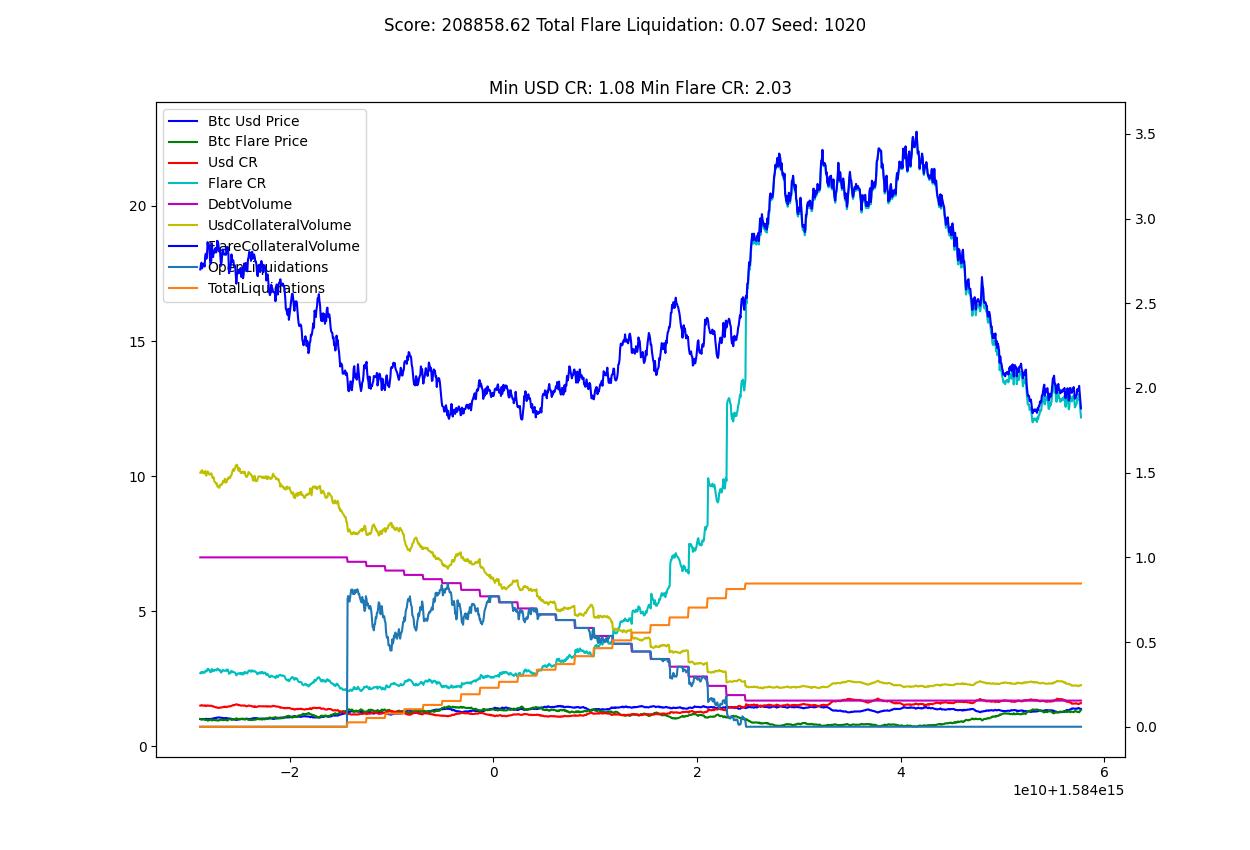 Score: 208858.62 Total Flare Liquidation: 0.07 Seed: 1020
Min USD CR: 1.08 Min Flare CR: 2.03
Btc Usd Price
Btc Flare Price
Usd CR
Flare CR
DebtVolume
UsdCollateralVolume
FlareCollateralVolume
OpenLiquidations
TotalLiquidations
20
15
10
5
0
3.5
3.0
2.5
2.0
1.5
1.0
0.5
0.0
−2 0 2 4 6
1e10+1.584e15